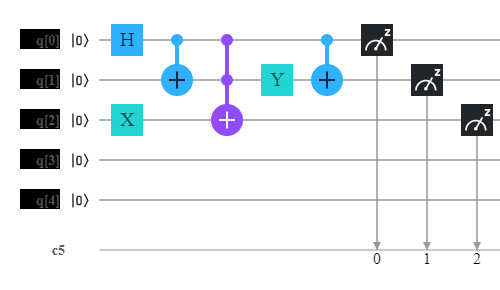 q[0] |0⟩ H z
q[1] |0⟩ Y z
q[2] |0⟩ X z
q[3] |0⟩
q[4] |0⟩
c5
0 1 2